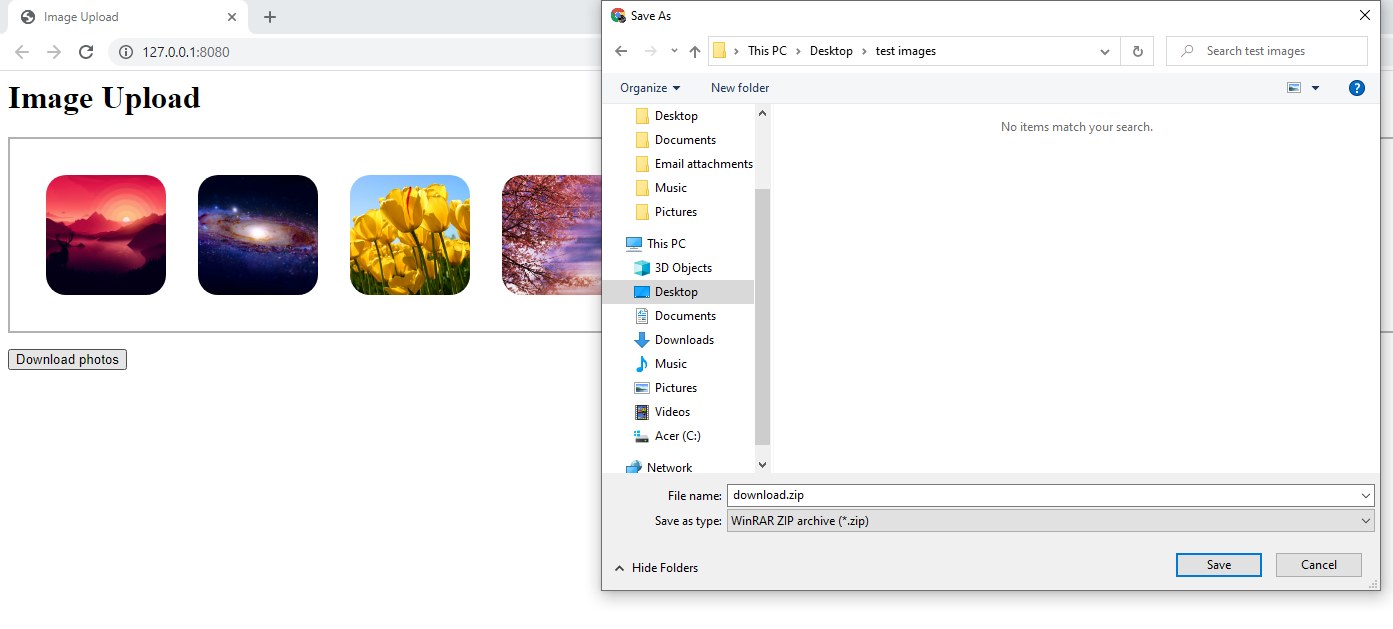 Image Upload
127.0.0.1:8080
Image Upload
Download photos
Save As
This PC > Desktop > test images
Search test images
Organize
New folder
?
Desktop
Documents
Email attachments
Music
Pictures
This PC
3D Objects
Desktop
Documents
Downloads
Music
Pictures
Videos
Acer (C:)
Network
No items match your search.
File name: download.zip
Save as type: WinRAR ZIP archive (*.zip)
Hide Folders
Save
Cancel